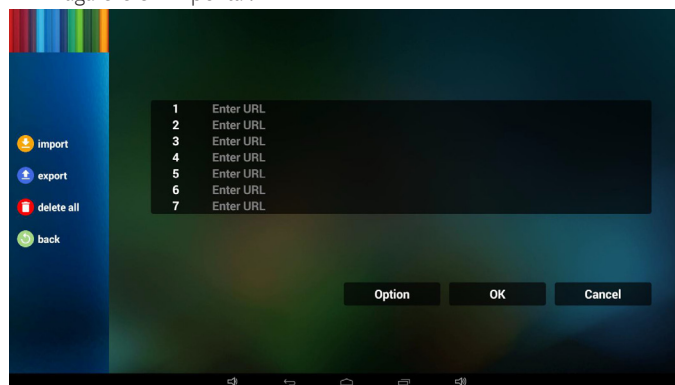 import
export
delete all
back
1 Enter URL
2 Enter URL
3 Enter URL
4 Enter URL
5 Enter URL
6 Enter URL
7 Enter URL
Option OK Cancel